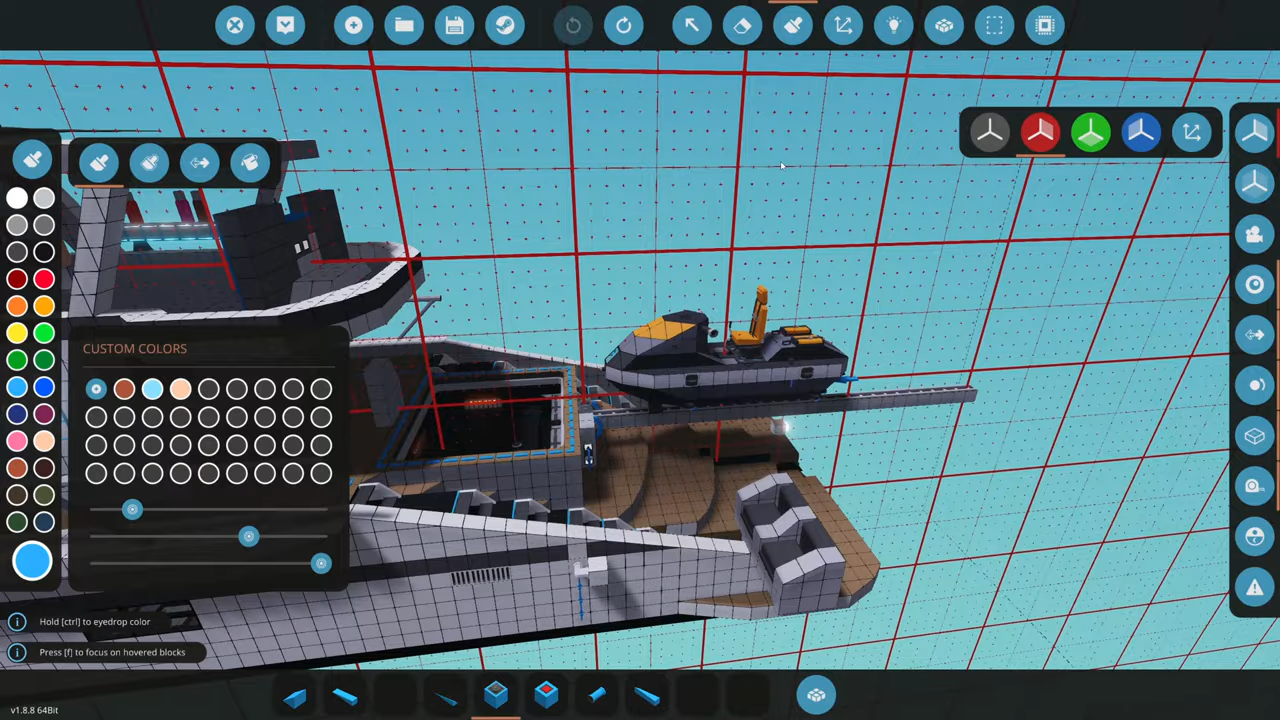 CUSTOM COLORS
Hold [ctrl] to eyedrop color
Press [f] to focus on hovered blocks
v1.8.8 64Bit